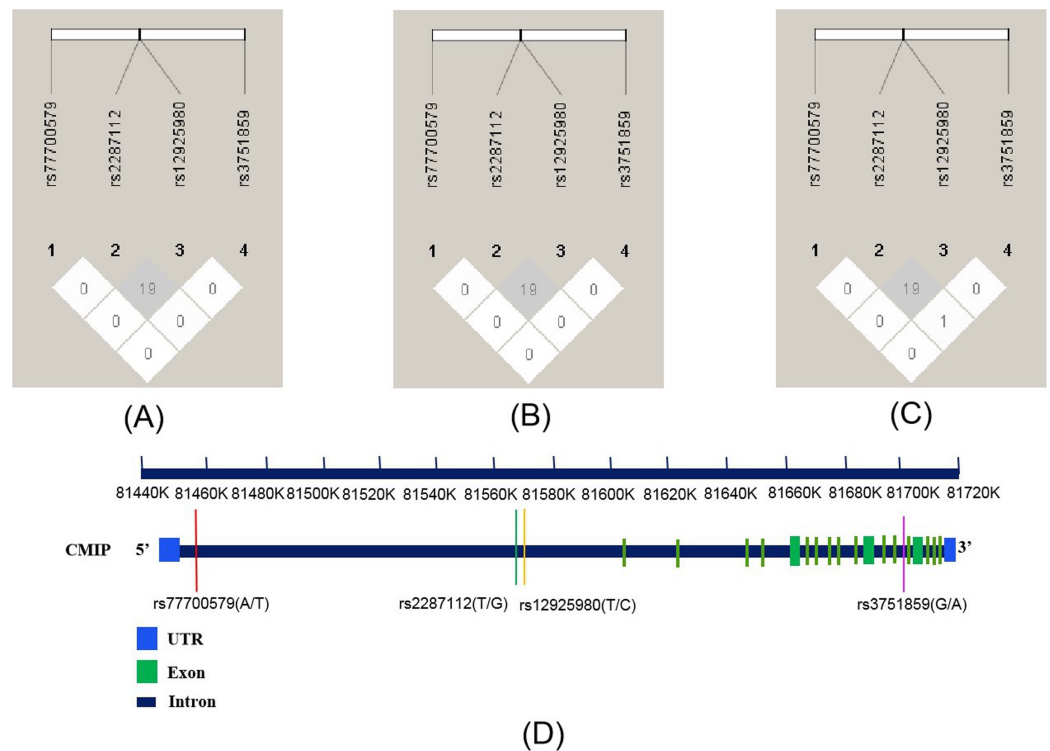 rs77700579
rs2287112
rs12925980
rs3751859
1 2 3 4
0 19 0
0 0
0
(A)
rs77700579
rs2287112
rs12925980
rs3751859
1 2 3 4
0 19 0
0 0
0
(B)
rs77700579
rs2287112
rs12925980
rs3751859
1 2 3 4
0 19 0
0 1
0
(C)
81440K 81460K 81480K 81500K 81520K 81540K 81560K 81580K 81600K 81620K 81640K 81660K 81680K 81700K 81720K
CMIP 5’ 3’
rs77700579(A/T) rs2287112(T/G) rs12925980(T/C) rs3751859(G/A)
UTR
Exon
Intron
(D)